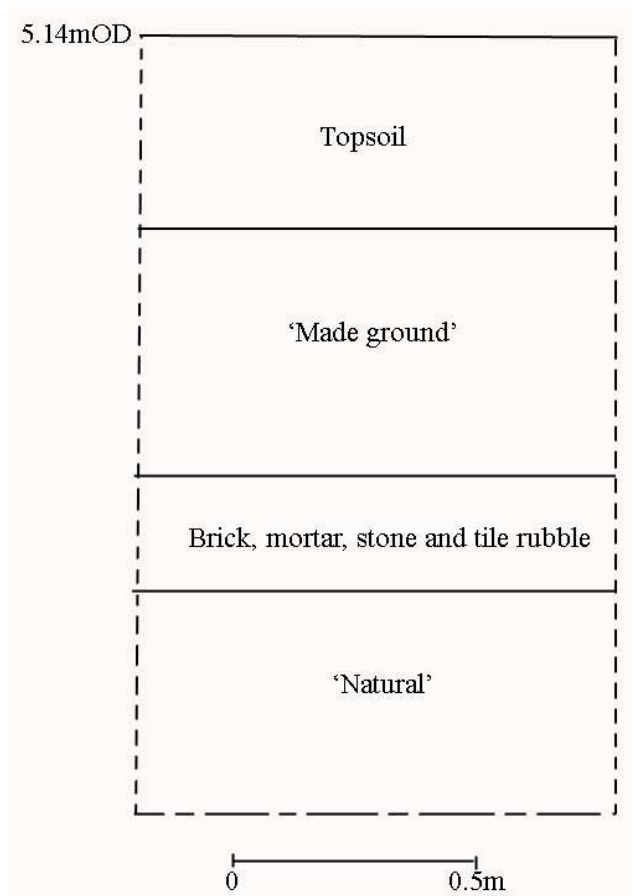 5.14mOD
Topsoil
‘Made ground’
Brick, mortar, stone and tile rubble
‘Natural’
0 0.5m